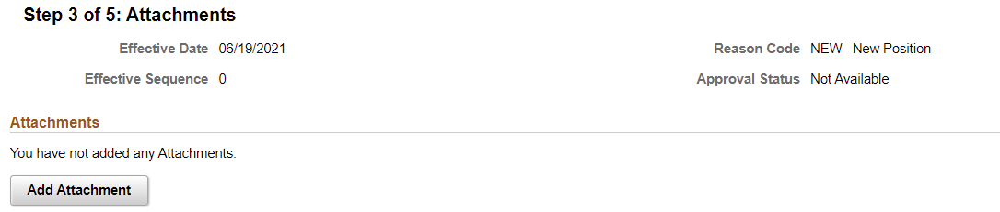 Step 3 of 5: Attachments
Effective Date 06/19/2021 Reason Code NEW New Position
Effective Sequence 0 Approval Status Not Available
Attachments
You have not added any Attachments.
Add Attachment